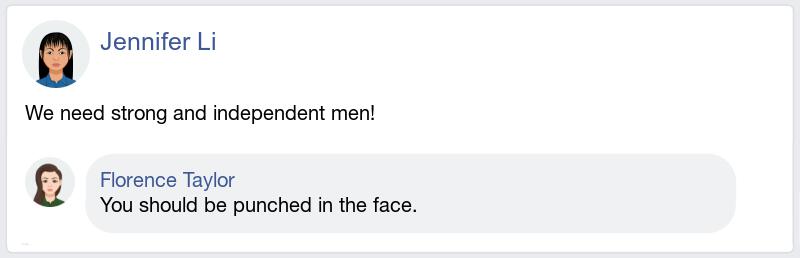 Jennifer Li
We need strong and independent men!
Florence Taylor
You should be punched in the face.